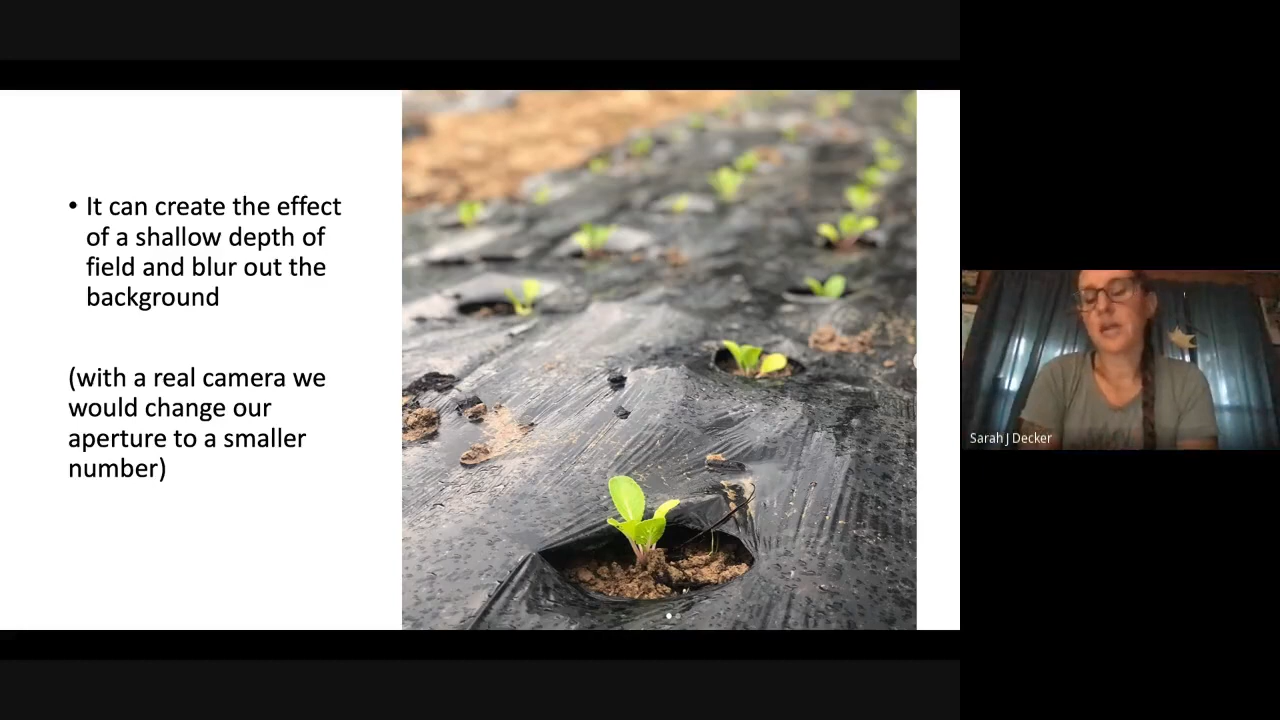 • It can create the effect
of a shallow depth of
field and blur out the
background
(with a real camera we
would change our
aperture to a smaller
number)
Sarah J Decker